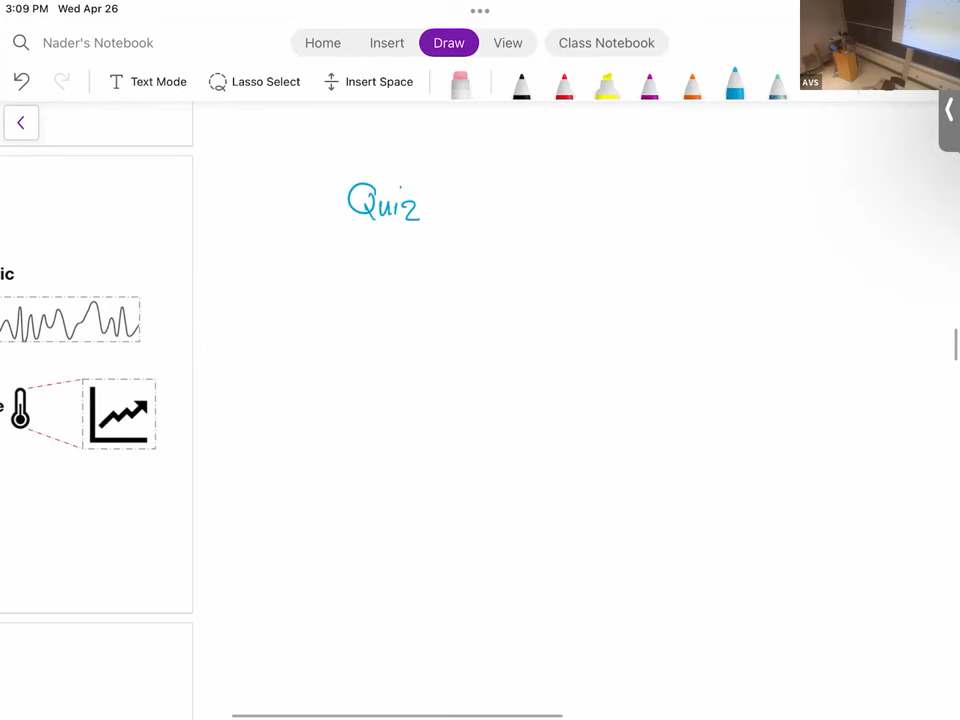 3:09 PM Wed Apr 26
Nader's Notebook
Home Insert Draw View Class Notebook
Text Mode Lasso Select Insert Space
AVS
Quiz
ic
e